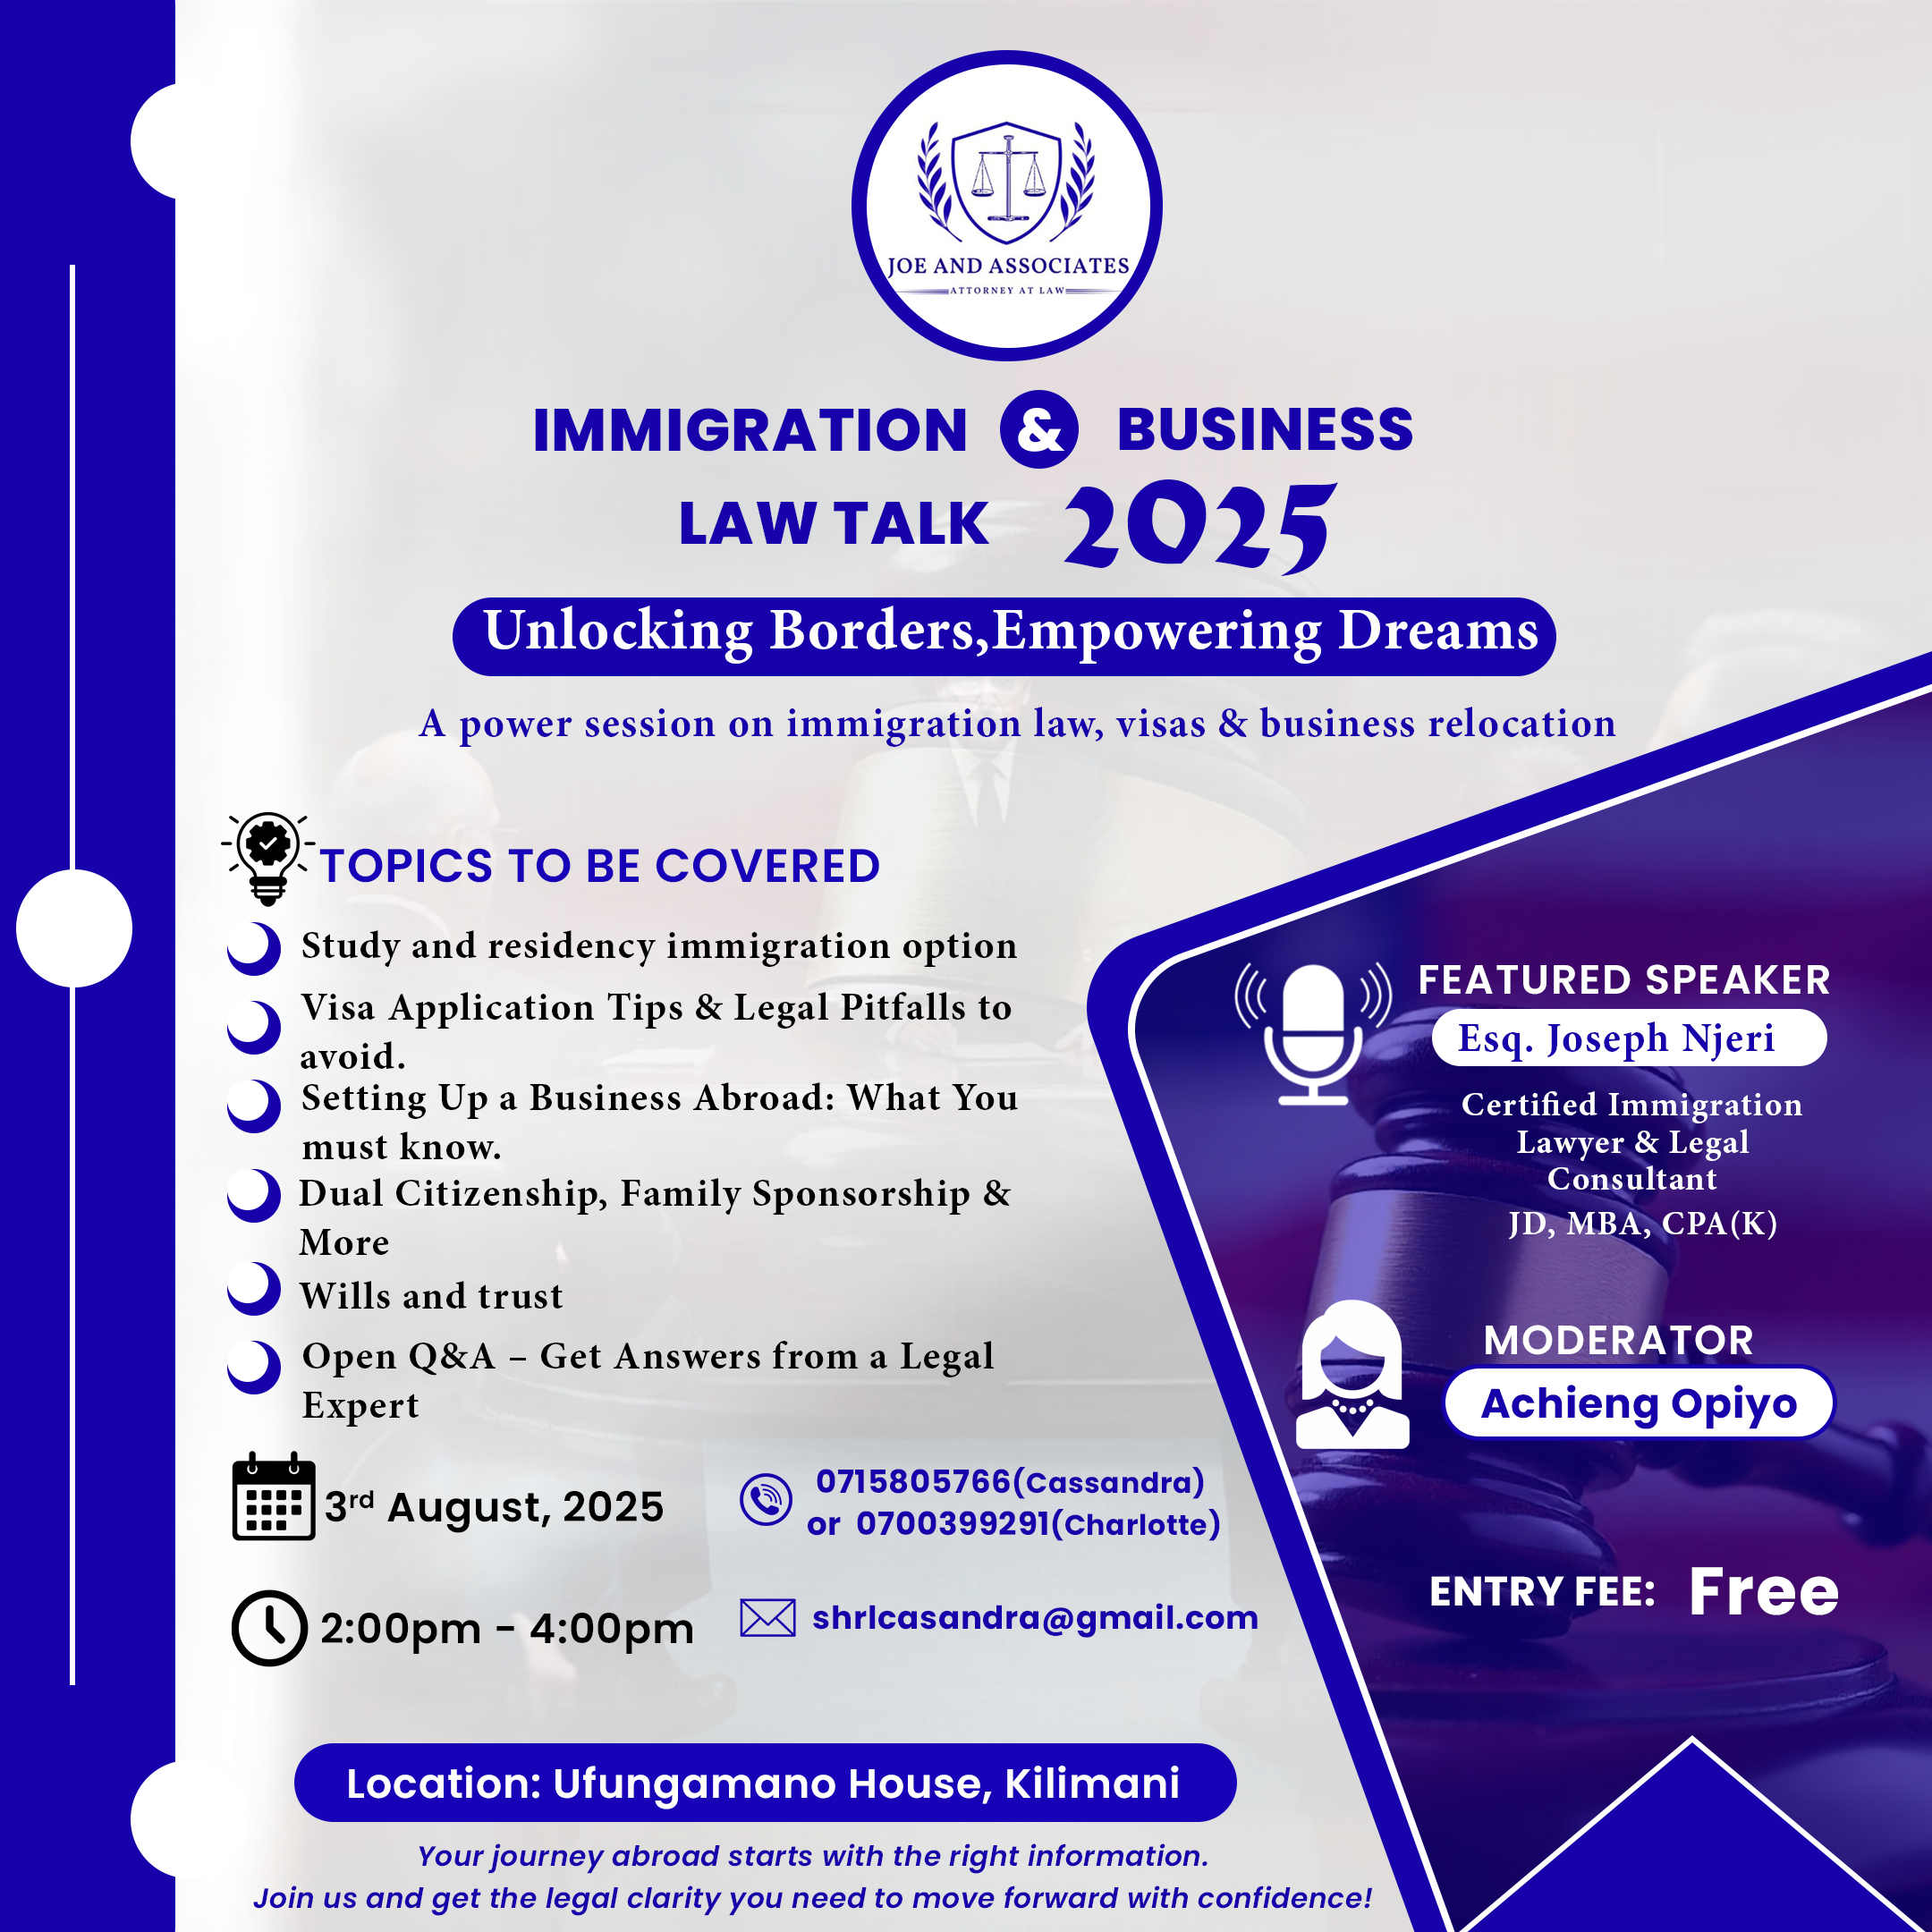 JOE AND ASSOCIATES
ATTORNEY AT LAW
IMMIGRATION & BUSINESS
LAW TALK 2025
Unlocking Borders,Empowering Dreams
A power session on immigration law, visas & business relocation
TOPICS TO BE COVERED
Study and residency immigration option
Visa Application Tips & Legal Pitfalls to
avoid.
Setting Up a Business Abroad: What You
must know.
Dual Citizenship, Family Sponsorship &
More
Wills and trust
Open Q&A – Get Answers from a Legal
Expert
3rd August, 2025
2:00pm - 4:00pm
0715805766(Cassandra)
or 0700399291(Charlotte)
shrlcasandra@gmail.com
FEATURED SPEAKER
Esq. Joseph Njeri
Certified Immigration
Lawyer & Legal
Consultant
JD, MBA, CPA(K)
MODERATOR
Achieng Opiyo
ENTRY FEE: Free
Location: Ufungamano House, Kilimani
Your journey abroad starts with the right information.
Join us and get the legal clarity you need to move forward with confidence!